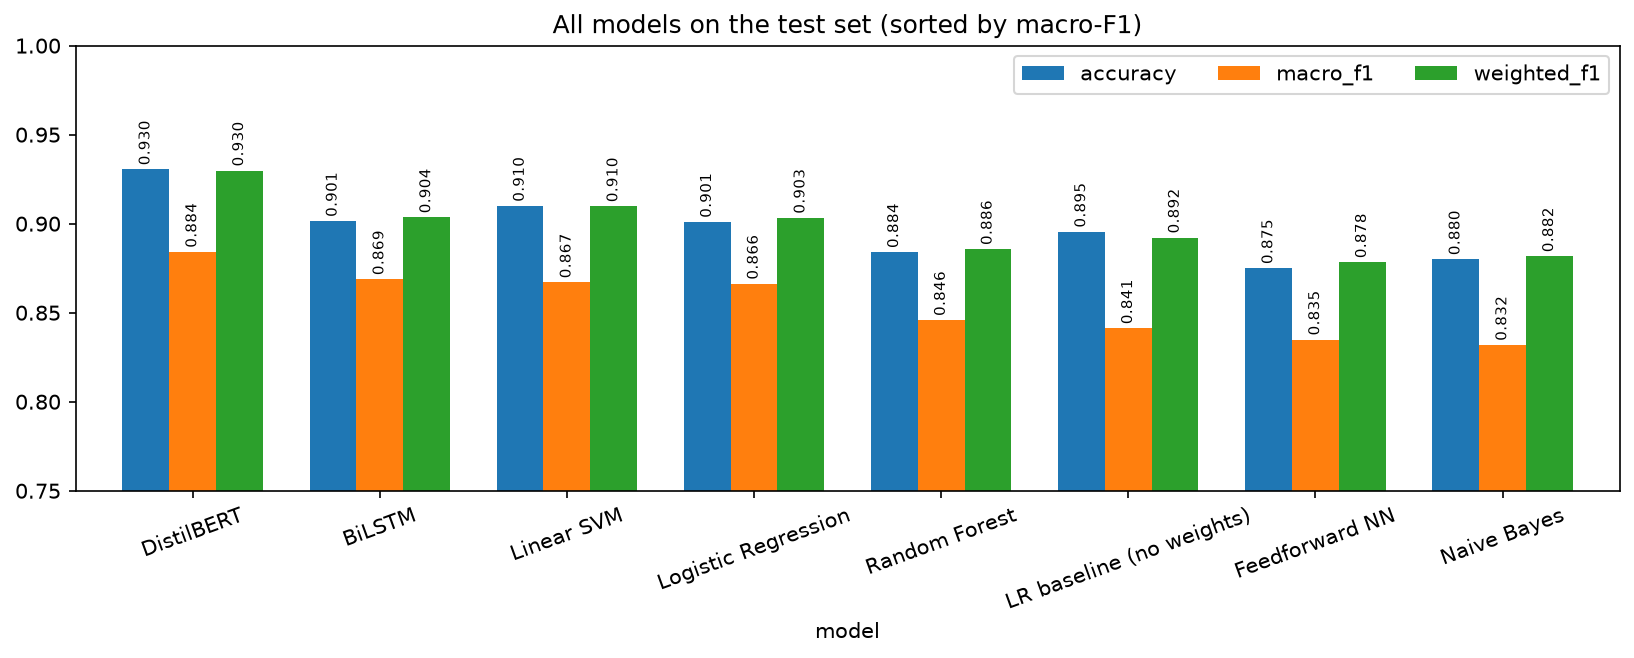 All models on the test set (sorted by macro-F1)
accuracy macro_f1 weighted_f1
1.00
0.95
0.90
0.85
0.80
0.75
0.930 0.884 0.930
0.901 0.869 0.904
0.910 0.867 0.910
0.901 0.866 0.903
0.884 0.846 0.886
0.895 0.841 0.892
0.875 0.835 0.878
0.880 0.832 0.882
DistilBERT
BiLSTM
Linear SVM
Logistic Regression
Random Forest
LR baseline (no weights)
Feedforward NN
Naive Bayes
model